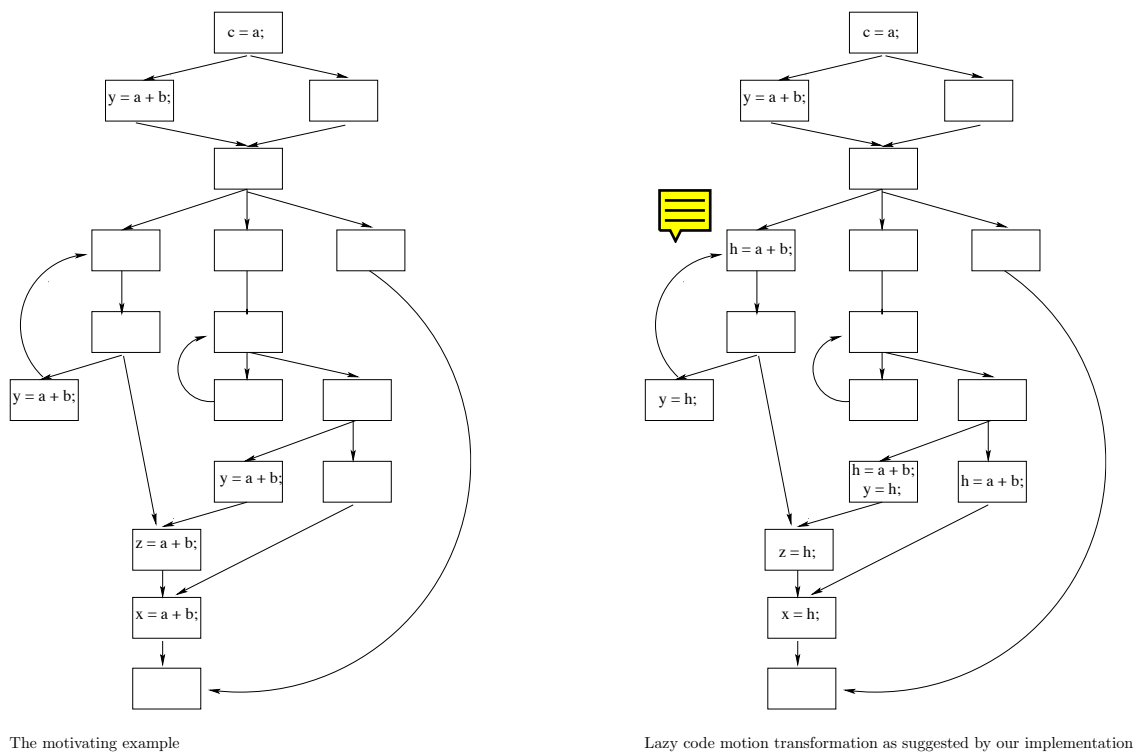 c = a;
y = a + b;
y = a + b;
y = a + b;
z = a + b;
x = a + b;
The motivating example
c = a;
y = a + b;
h = a + b;
y = h;
h = a + b;
y = h;
h = a + b;
z = h;
x = h;
Lazy code motion transformation as suggested by our implementation